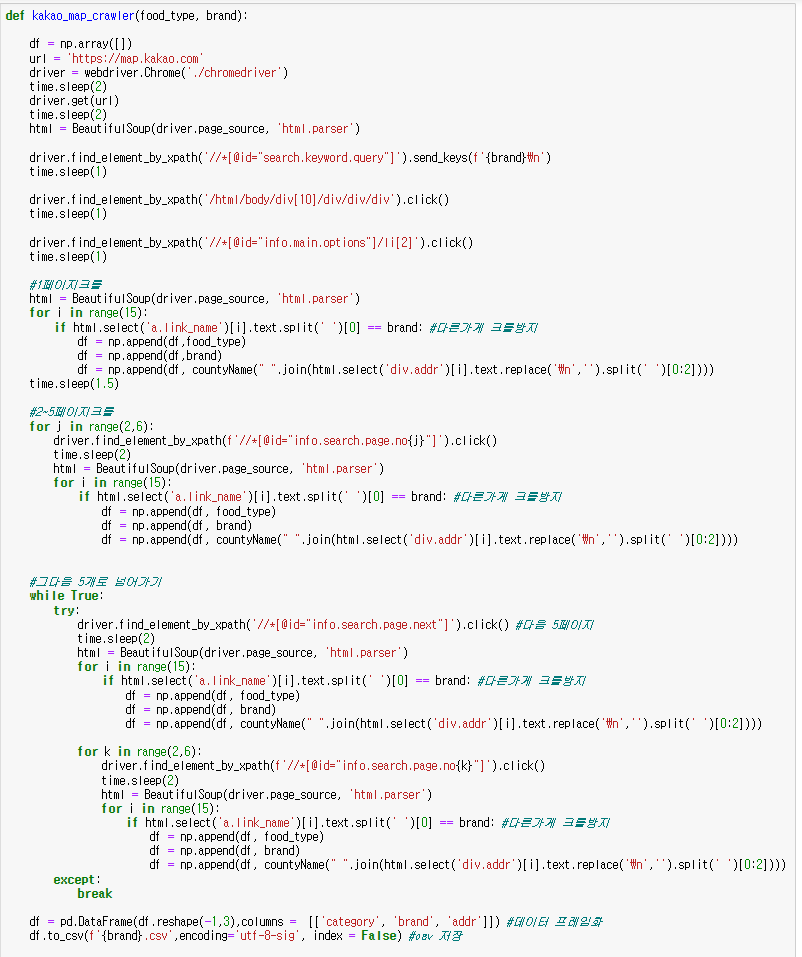 def kakao_map_crawler(food_type, brand):
df = np.array([])
url = 'https://map.kakao.com'
driver = webdriver.Chrome('./chromedriver')
time.sleep(2)
driver.get(url)
time.sleep(2)
html = BeautifulSoup(driver.page_source, 'html.parser')
driver.find_element_by_xpath('//*[@id="search.keyword.query"]').send_keys(f'{brand}₩n')
time.sleep(1)
driver.find_element_by_xpath('/html/body/div[10]/div/div/div').click()
time.sleep(1)
driver.find_element_by_xpath('//*[@id="info.main.options"]/li[2]').click()
time.sleep(1)
#1페이지크롤
html = BeautifulSoup(driver.page_source, 'html.parser')
for i in range(15):
if html.select('a.link_name')[i].text.split(' ')[0] == brand: #다른가게 크롤방지
df = np.append(df,food_type)
df = np.append(df,brand)
df = np.append(df, countyName(" ".join(html.select('div.addr')[i].text.replace('₩n','').split(' ')[0:2])))
time.sleep(1.5)
#2~5페이지크롤
for j in range(2,6):
driver.find_element_by_xpath(f'//*[@id="info.search.page.no{j}"]').click()
time.sleep(2)
html = BeautifulSoup(driver.page_source, 'html.parser')
for i in range(15):
if html.select('a.link_name')[i].text.split(' ')[0] == brand: #다른가게 크롤방지
df = np.append(df, food_type)
df = np.append(df, brand)
df = np.append(df, countyName(" ".join(html.select('div.addr')[i].text.replace('₩n','').split(' ')[0:2])))
#그다음 5개로 넘어가기
while True:
try:
driver.find_element_by_xpath('//*[@id="info.search.page.next"]').click() #다음 5페이지
time.sleep(2)
html = BeautifulSoup(driver.page_source, 'html.parser')
for i in range(15):
if html.select('a.link_name')[i].text.split(' ')[0] == brand: #다른가게 크롤방지
df = np.append(df, food_type)
df = np.append(df, brand)
df = np.append(df, countyName(" ".join(html.select('div.addr')[i].text.replace('₩n','').split(' ')[0:2])))
for k in range(2,6):
driver.find_element_by_xpath(f'//*[@id="info.search.page.no{k}"]').click()
time.sleep(2)
html = BeautifulSoup(driver.page_source, 'html.parser')
for i in range(15):
if html.select('a.link_name')[i].text.split(' ')[0] == brand: #다른가게 크롤방지
df = np.append(df, food_type)
df = np.append(df, brand)
df = np.append(df, countyName(" ".join(html.select('div.addr')[i].text.replace('₩n','').split(' ')[0:2])))
except:
break
df = pd.DataFrame(df.reshape(-1,3),columns = [['category', 'brand', 'addr']]) #데이터 프레임화
df.to_csv(f'{brand}.csv',encoding='utf-8-sig', index = False) #csv 저장